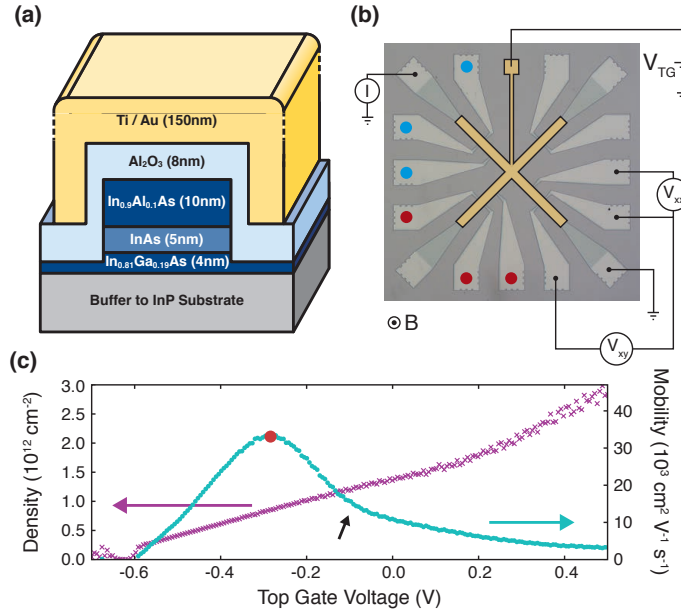 (a)
Ti / Au (150nm)
Al₂O₃ (8nm)
In₀.₉Al₀.₁As (10nm)
InAs (5nm)
In₀.₈₁Ga₀.₁₉As (4nm)
Buffer to InP Substrate
(b)
I
V_TG
V_xx
V_xy
B
(c)
Density (10¹² cm⁻²)
3.0
2.5
2.0
1.5
1.0
0.5
0.0
-0.6
-0.4
-0.2
0.0
0.2
0.4
Top Gate Voltage (V)
40
30
20
10
0
Mobility (10³ cm² V⁻¹ s⁻¹)